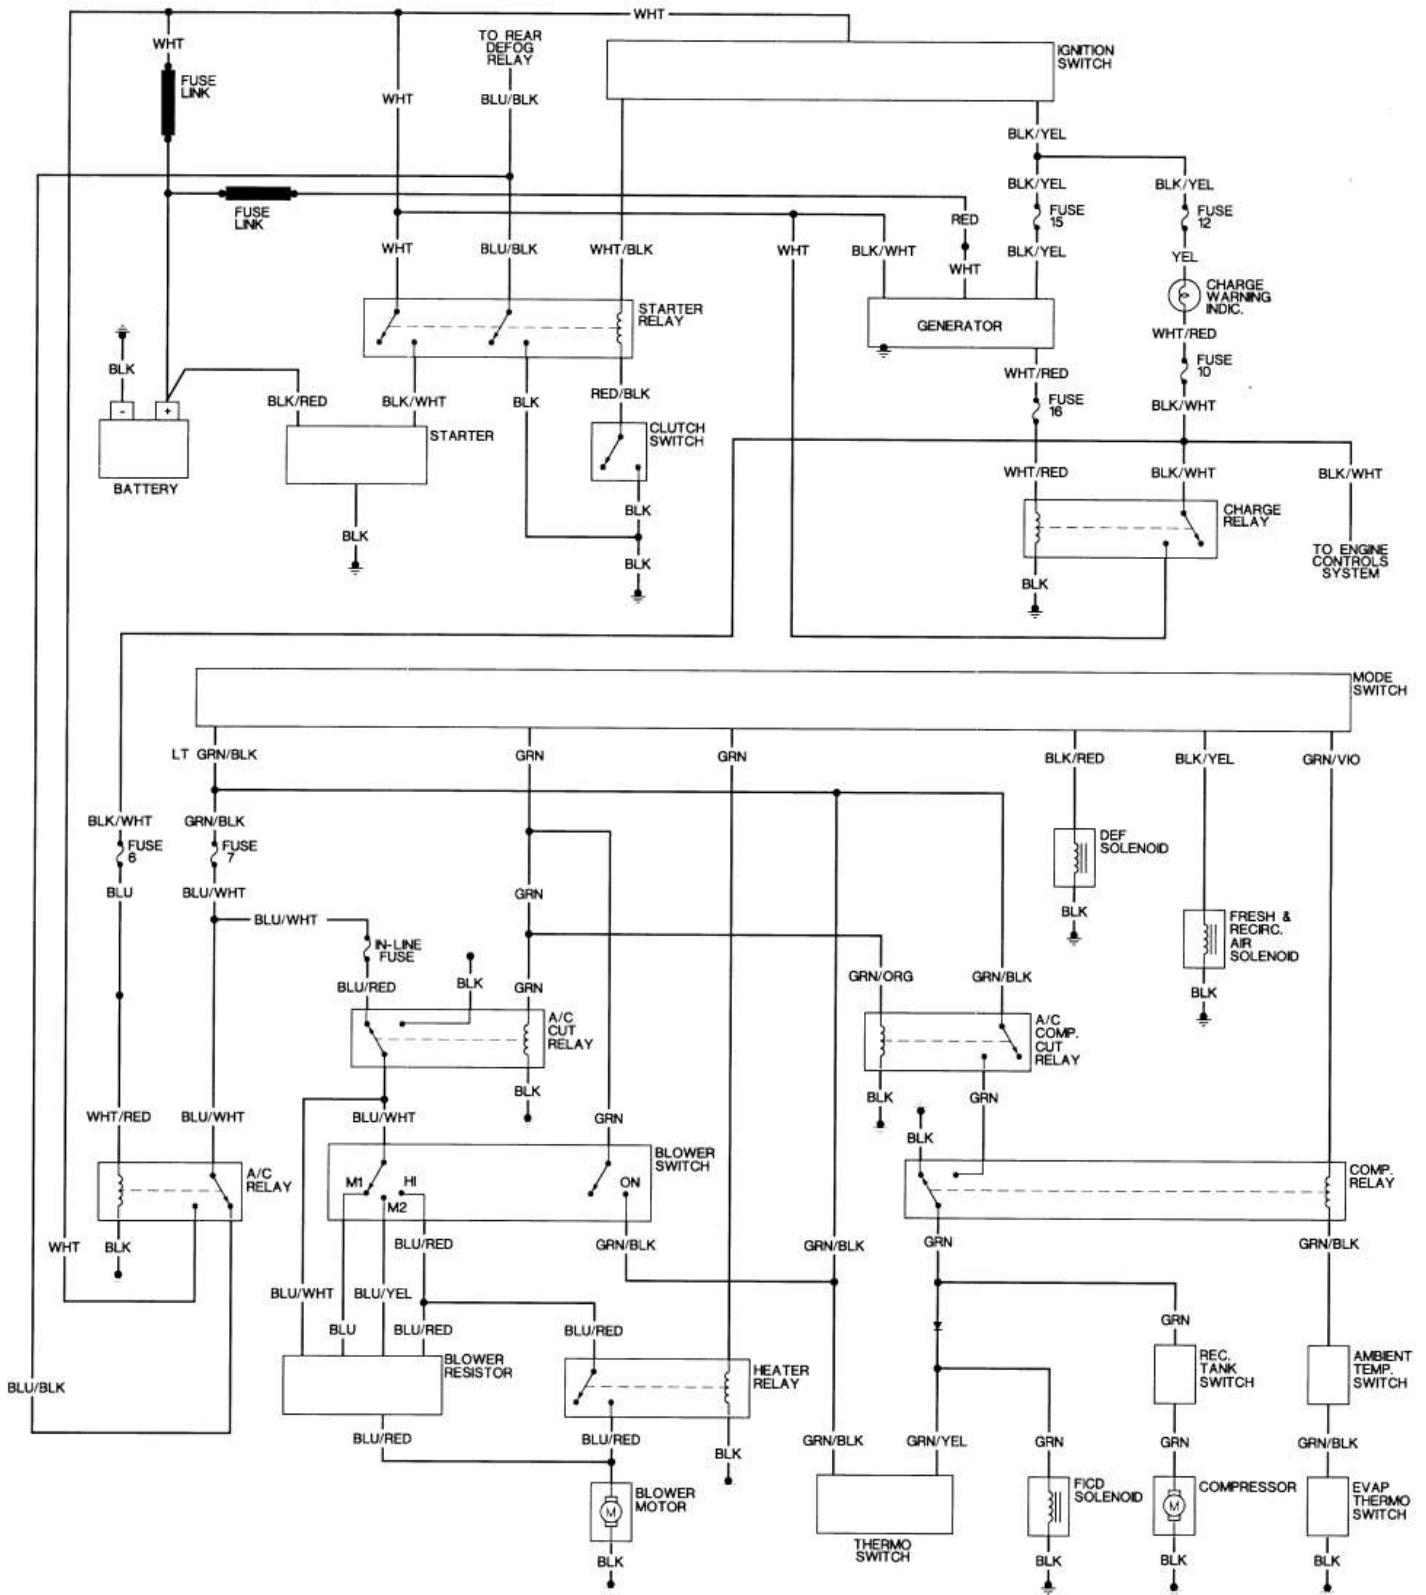 WHT
TO REAR
DEFOG
RELAY
IGNITION
SWITCH
WHT
FUSE
LINK
WHT
BLU/BLK
BLK/YEL
BLK/YEL
BLK/YEL
FUSE
LINK
RED
FUSE
15
FUSE
12
WHT
BLU/BLK
WHT/BLK
WHT
BLK/WHT
WHT
BLK/YEL
YEL
CHARGE
WARNING
INDIC.
STARTER
RELAY
GENERATOR
WHT/RED
BLK
WHT/RED
FUSE
10
BLK/RED
BLK/WHT
BLK
RED/BLK
FUSE
16
BLK/WHT
-
+
STARTER
CLUTCH
SWITCH
BATTERY
WHT/RED
BLK/WHT
BLK/WHT
BLK
BLK
CHARGE
RELAY
BLK
BLK
TO ENGINE
CONTROLS
SYSTEM
MODE
SWITCH
LT GRN/BLK
GRN
GRN
BLK/RED
BLK/YEL
GRN/VIO
BLK/WHT
GRN/BLK
FUSE
6
FUSE
7
DEF
SOLENOID
BLU
BLU/WHT
GRN
BLU/WHT
BLK
FRESH &
RECIRC.
AIR
SOLENOID
IN-LINE
FUSE
BLU/RED
BLK
GRN
GRN/ORG
GRN/BLK
BLK
A/C
CUT
RELAY
A/C
COMP.
CUT
RELAY
BLK
BLK
GRN
WHT/RED
BLU/WHT
BLU/WHT
GRN
BLK
BLOWER
SWITCH
A/C
RELAY
M1
HI
M2
ON
COMP.
RELAY
WHT
BLK
BLU/RED
GRN/BLK
GRN/BLK
GRN
GRN/BLK
BLU/WHT
BLU/YEL
BLU
BLU/RED
BLU/RED
GRN
BLOWER
RESISTOR
HEATER
RELAY
REC.
TANK
SWITCH
AMBIENT
TEMP.
SWITCH
BLU/BLK
BLU/RED
BLU/RED
BLK
GRN/BLK
GRN/YEL
GRN
GRN
GRN/BLK
BLOWER
MOTOR
M
FICD
SOLENOID
COMPRESSOR
M
EVAP
THERMO
SWITCH
THERMO
SWITCH
BLK
BLK
BLK
BLK